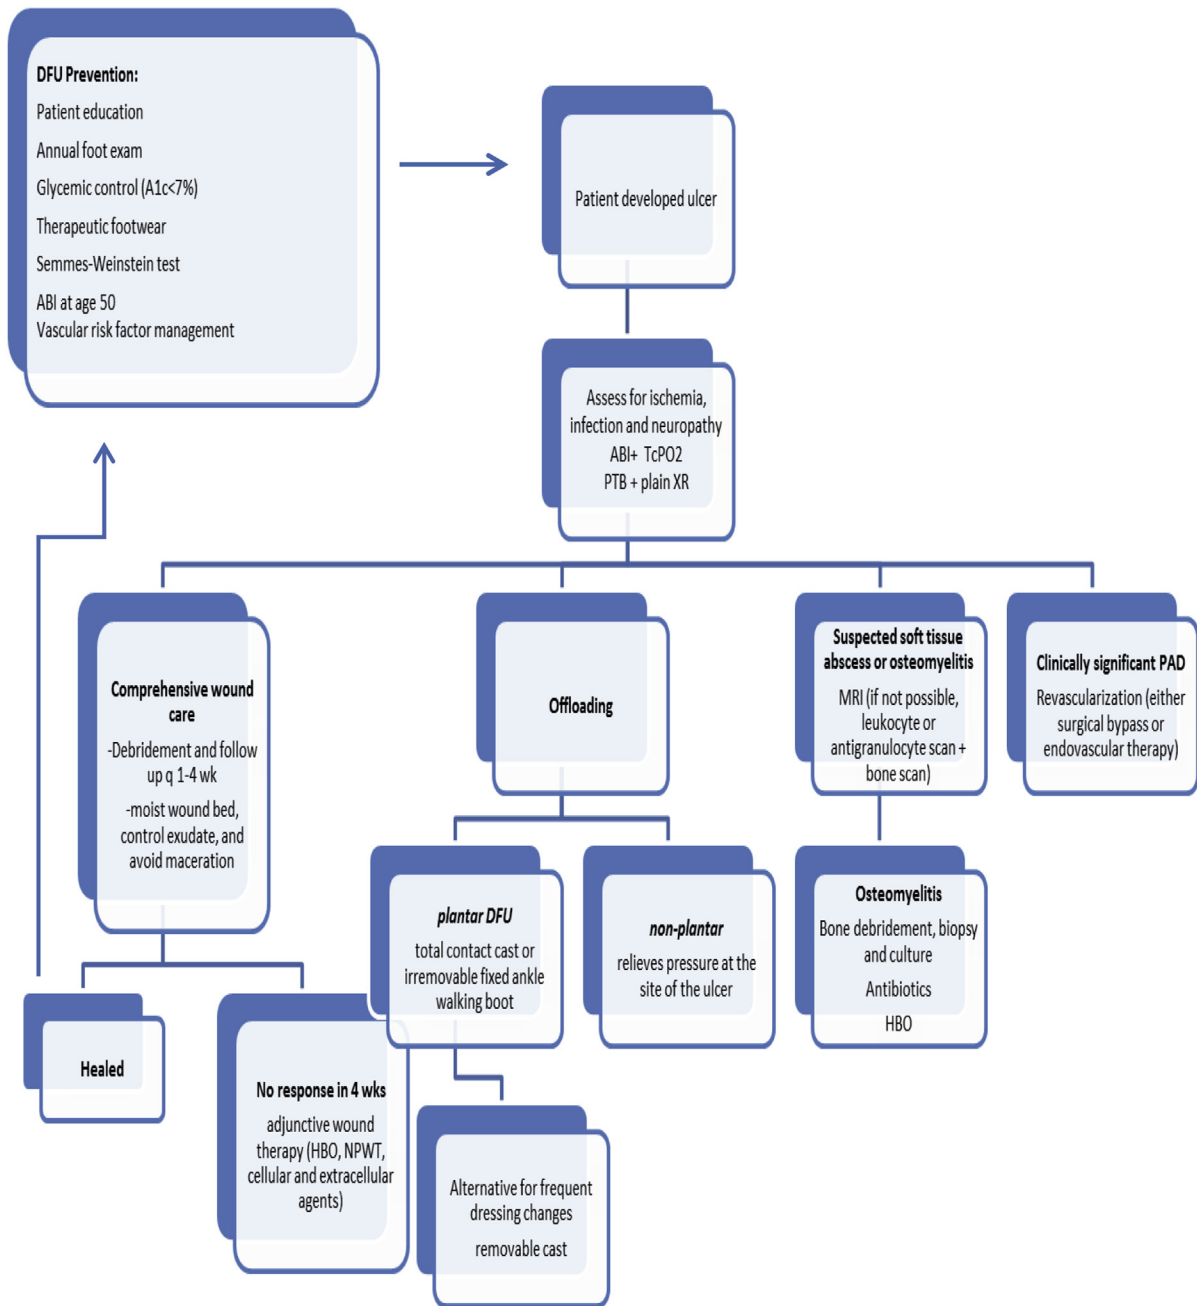 DFU Prevention:
Patient education
Annual foot exam
Glycemic control (A1c<7%)
Therapeutic footwear
Semmes-Weinstein test
ABI at age 50
Vascular risk factor management
Patient developed ulcer
Assess for ischemia,
infection and neuropathy
ABI+ TcPO2
PTB + plain XR
Comprehensive wound
care
-Debridement and follow
up q 1-4 wk
-moist wound bed,
control exudate, and
avoid maceration
Offloading
Suspected soft tissue
abscess or osteomyelitis
MRI (if not possible,
leukocyte or
antigranulocyte scan +
bone scan)
Clinically significant PAD
Revascularization (either
surgical bypass or
endovascular therapy)
Healed
No response in 4 wks
adjunctive wound
therapy (HBO, NPWT,
cellular and extracellular
agents)
plantar DFU
total contact cast or
irremovable fixed ankle
walking boot
non-plantar
relieves pressure at the
site of the ulcer
Osteomyelitis
Bone debridement, biopsy
and culture
Antibiotics
HBO
Alternative for frequent
dressing changes
removable cast